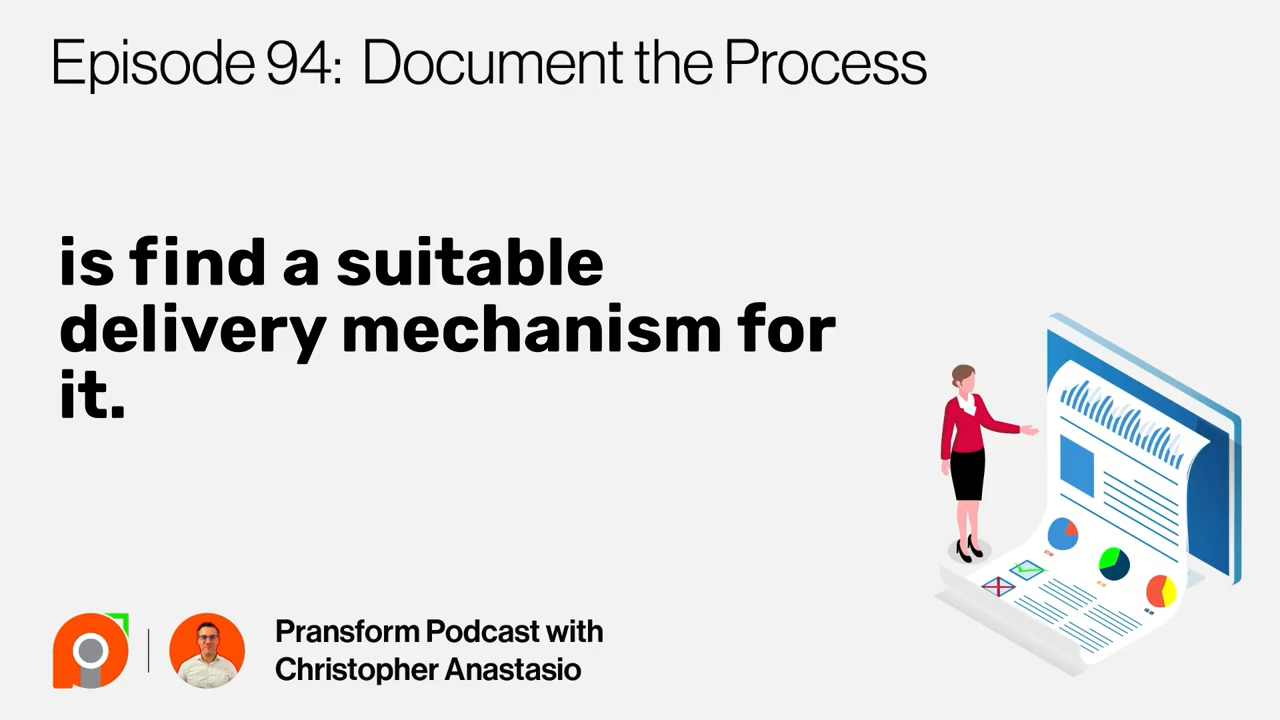 Episode 94: Document the Process
is find a suitable
delivery mechanism for
it.
Pransform Podcast with
Christopher Anastasio